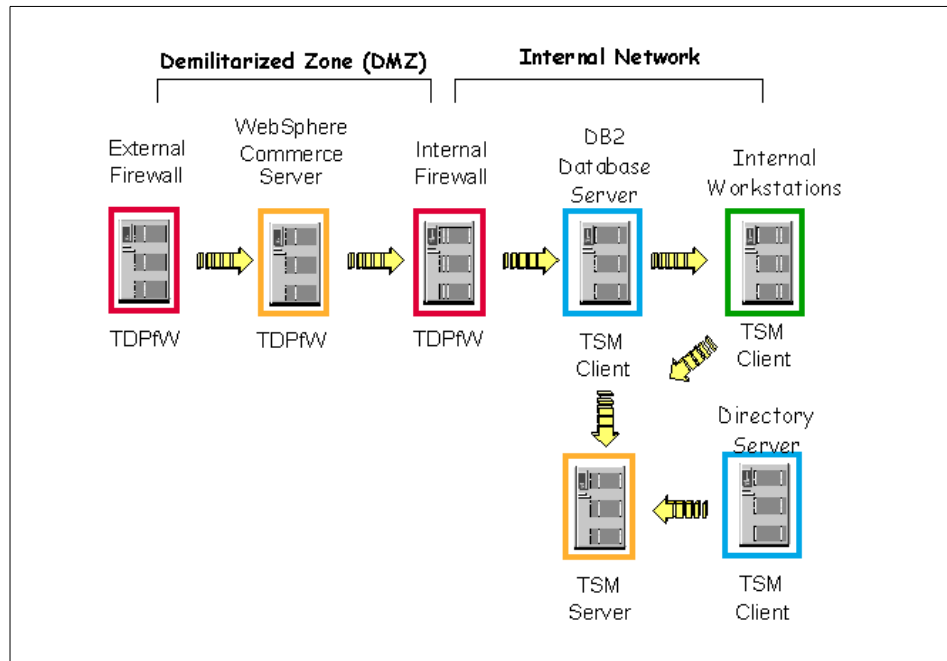 Demilitarized Zone (DMZ)
Internal Network
External
Firewall
WebSphere
Commerce
Server
Internal
Firewall
DB2
Database
Server
Internal
Workstations
TDPfW
TDPfW
TDPfW
TSM
Client
TSM
Client
Directory
Server
TSM
Server
TSM
Client